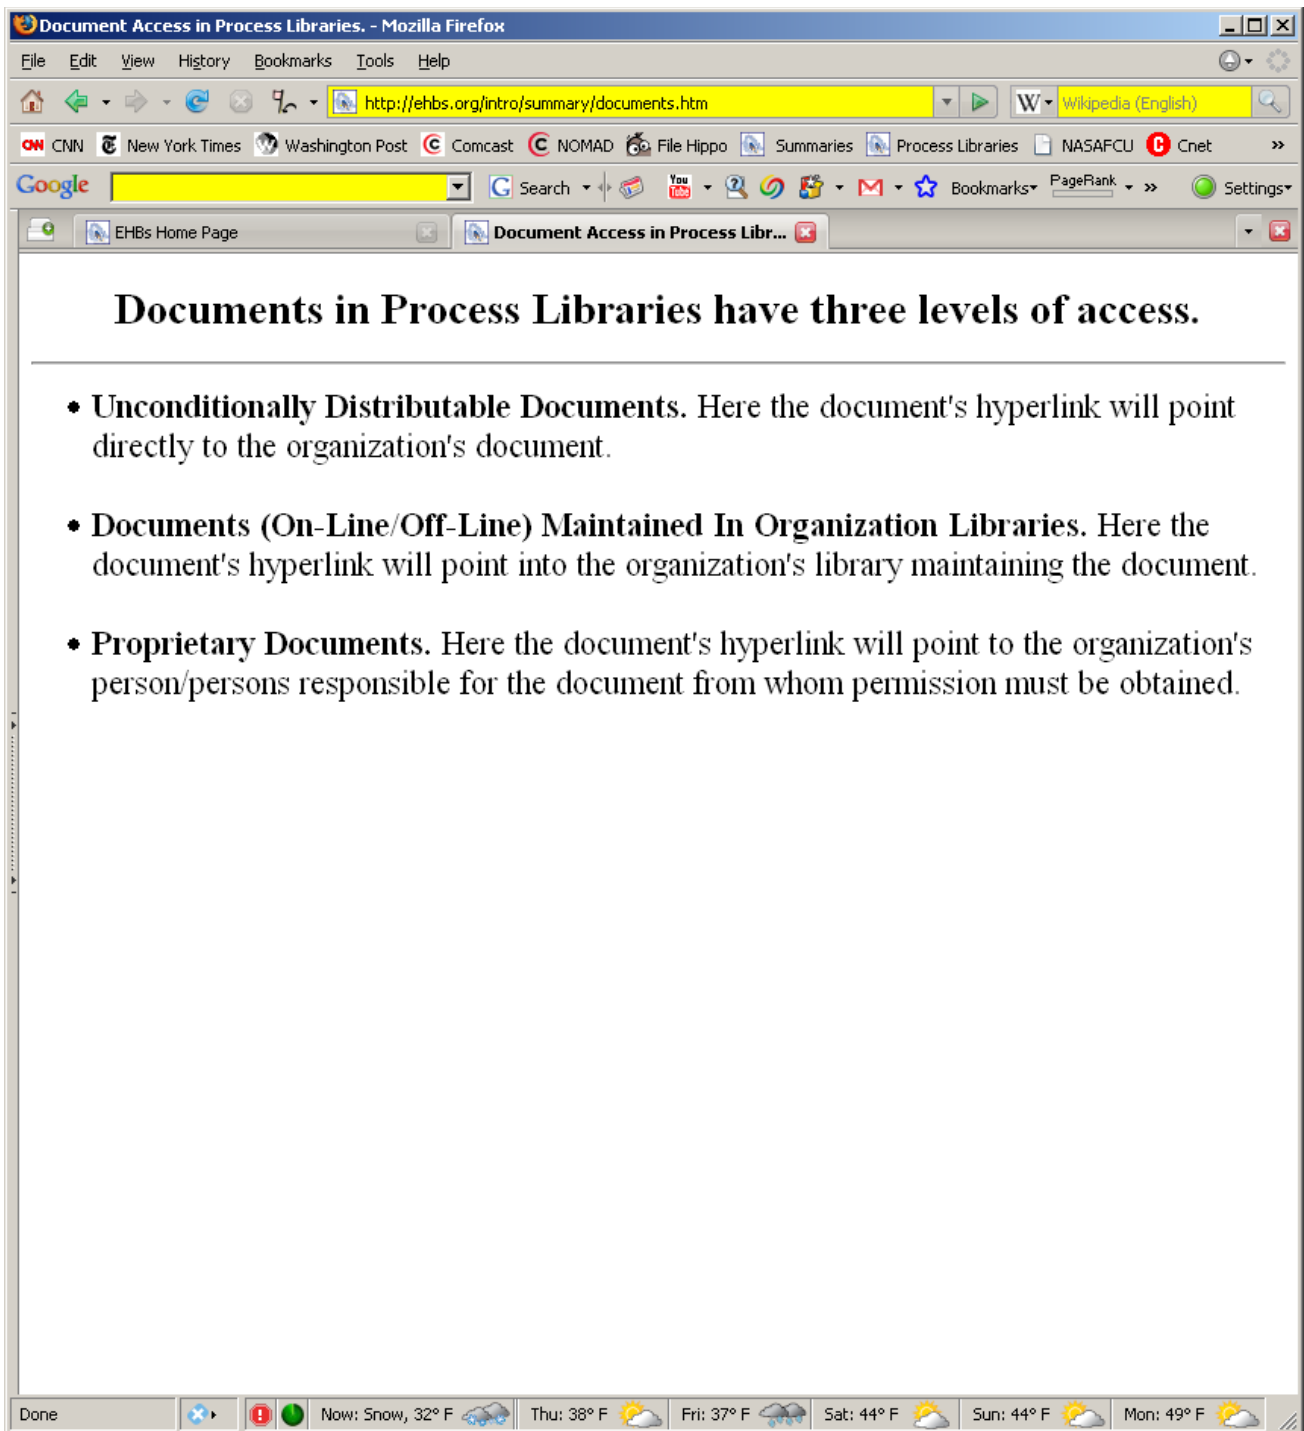 Document Access in Process Libraries. - Mozilla Firefox
File Edit View History Bookmarks Tools Help
http://ehbs.org/intro/summary/documents.htm W Wikipedia (English)
CNN CNN New York Times Washington Post Comcast NOMAD File Hippo Summaries Process Libraries NASAFCU Cnet »
Google G Search You Tube Bookmarks PageRank » Settings
EHBs Home Page Document Access in Process Libr...
Documents in Process Libraries have three levels of access.
• Unconditionally Distributable Documents. Here the document's hyperlink will point
directly to the organization's document.
• Documents (On-Line/Off-Line) Maintained In Organization Libraries. Here the
document's hyperlink will point into the organization's library maintaining the document.
• Proprietary Documents. Here the document's hyperlink will point to the organization's
person/persons responsible for the document from whom permission must be obtained.
Done Now: Snow, 32° F Thu: 38° F Fri: 37° F Sat: 44° F Sun: 44° F Mon: 49° F